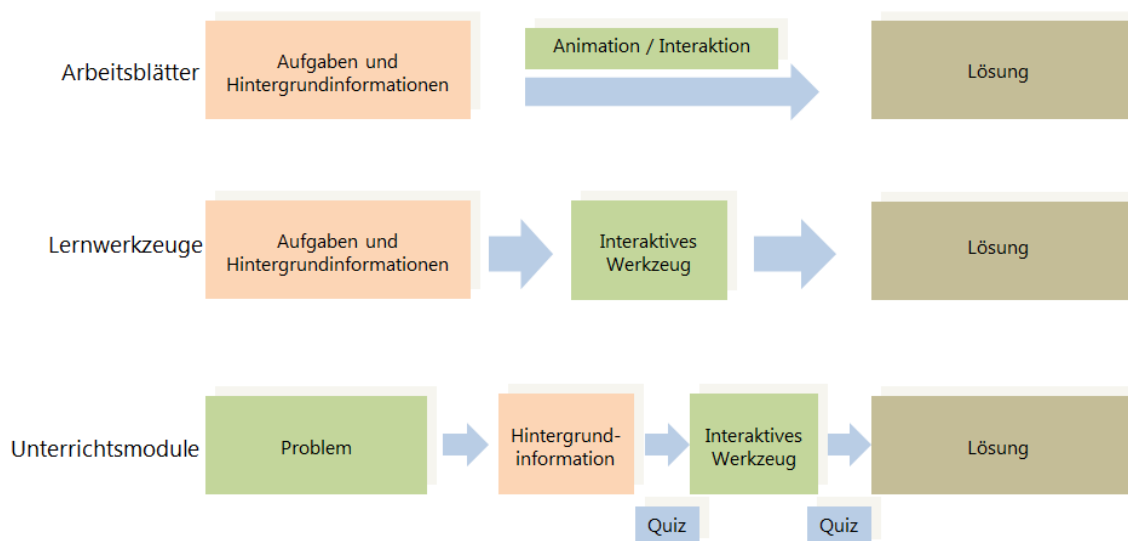 Arbeitsblätter
Aufgaben und
Hintergrundinformationen
Animation / Interaktion
Lösung
Lernwerkzeuge
Aufgaben und
Hintergrundinformationen
Interaktives
Werkzeug
Lösung
Unterrichtsmodule
Problem
Hintergrund-
information
Interaktives
Werkzeug
Lösung
Quiz
Quiz